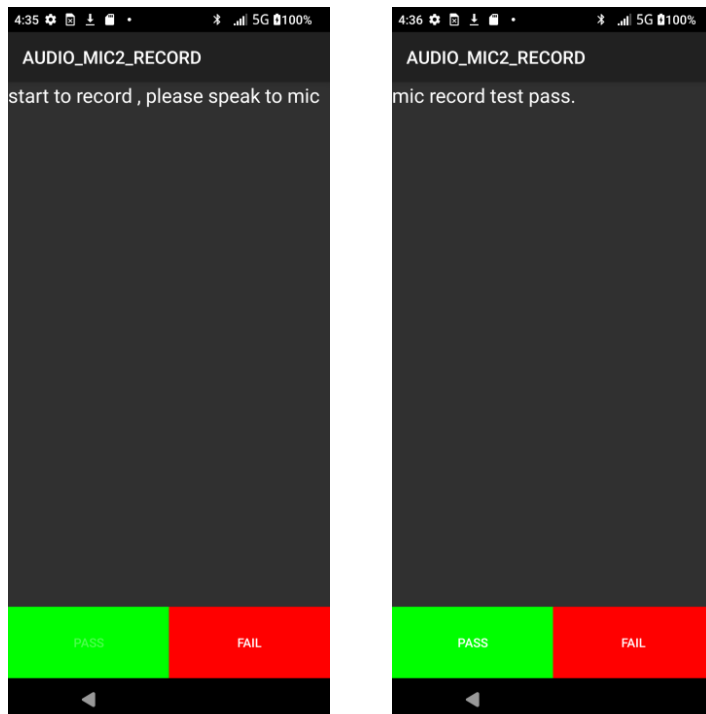 4:35 5G 100%
AUDIO_MIC2_RECORD
start to record , please speak to mic
PASS FAIL
4:36 5G 100%
AUDIO_MIC2_RECORD
mic record test pass.
PASS FAIL